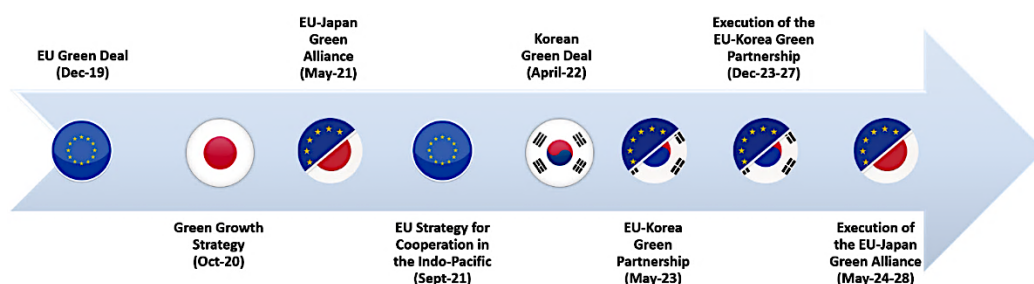 EU Green Deal
(Dec-19)
Green Growth
Strategy
(Oct-20)
EU-Japan
Green
Alliance
(May-21)
EU Strategy for
Cooperation in
the Indo-Pacific
(Sept-21)
Korean
Green Deal
(April-22)
EU-Korea
Green
Partnership
(May-23)
Execution of the
EU-Korea Green
Partnership
(Dec-23-27)
Execution of
the EU-Japan
Green Alliance
(May-24-28)